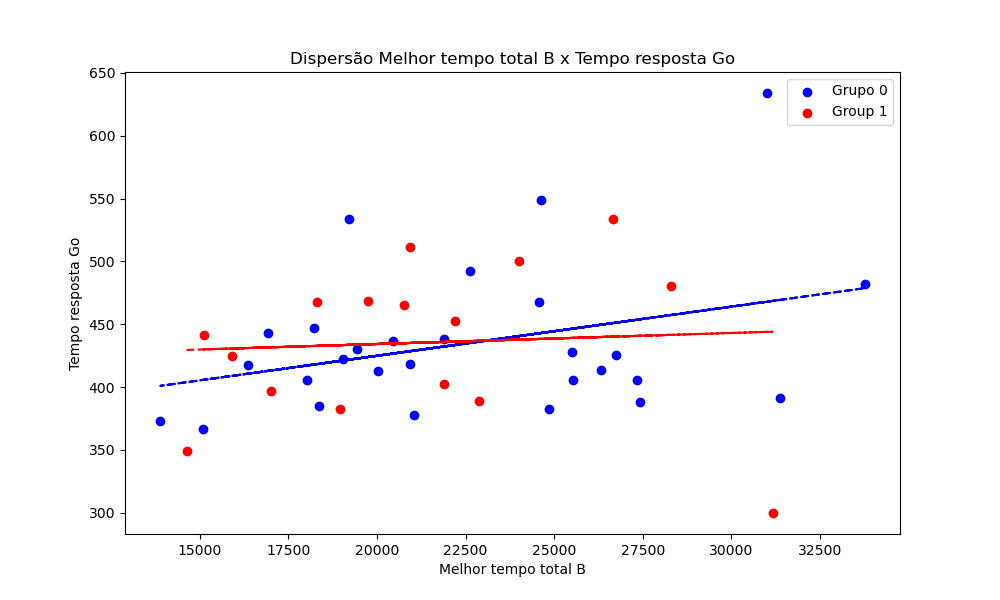 Dispersão Melhor tempo total B x Tempo resposta Go
Grupo 0
Group 1
650
600
550
500
450
400
350
300
Tempo resposta Go
15000 17500 20000 22500 25000 27500 30000 32500
Melhor tempo total B